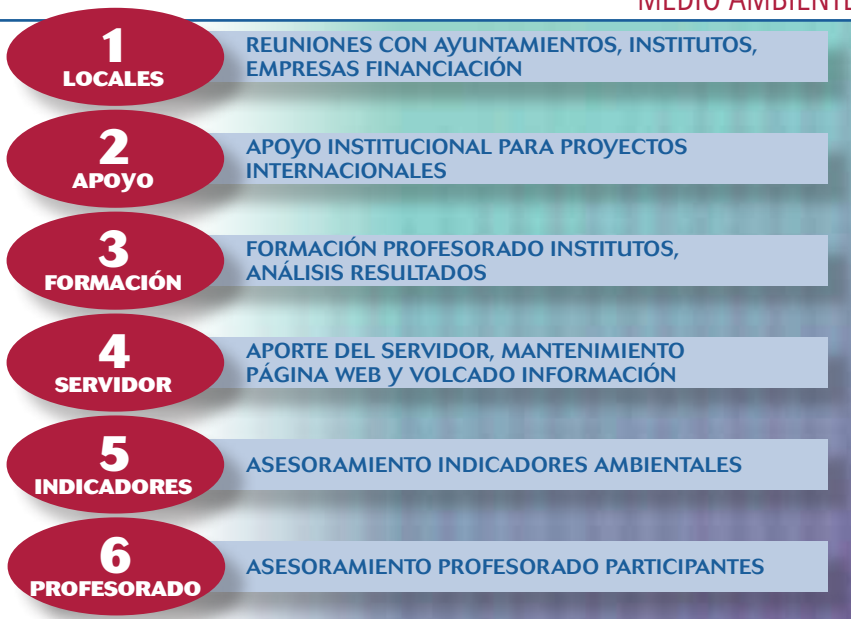 MEDIO AMBIENTE
1
LOCALES
REUNIONES CON AYUNTAMIENTOS, INSTITUTOS,
EMPRESAS FINANCIACIÓN
2
APOYO
APOYO INSTITUCIONAL PARA PROYECTOS
INTERNACIONALES
3
FORMACIÓN
FORMACIÓN PROFESORADO INSTITUTOS,
ANÁLISIS RESULTADOS
4
SERVIDOR
APORTE DEL SERVIDOR, MANTENIMIENTO
PÁGINA WEB Y VOLCADO INFORMACIÓN
5
INDICADORES
ASESORAMIENTO INDICADORES AMBIENTALES
6
PROFESORADO
ASESORAMIENTO PROFESORADO PARTICIPANTES